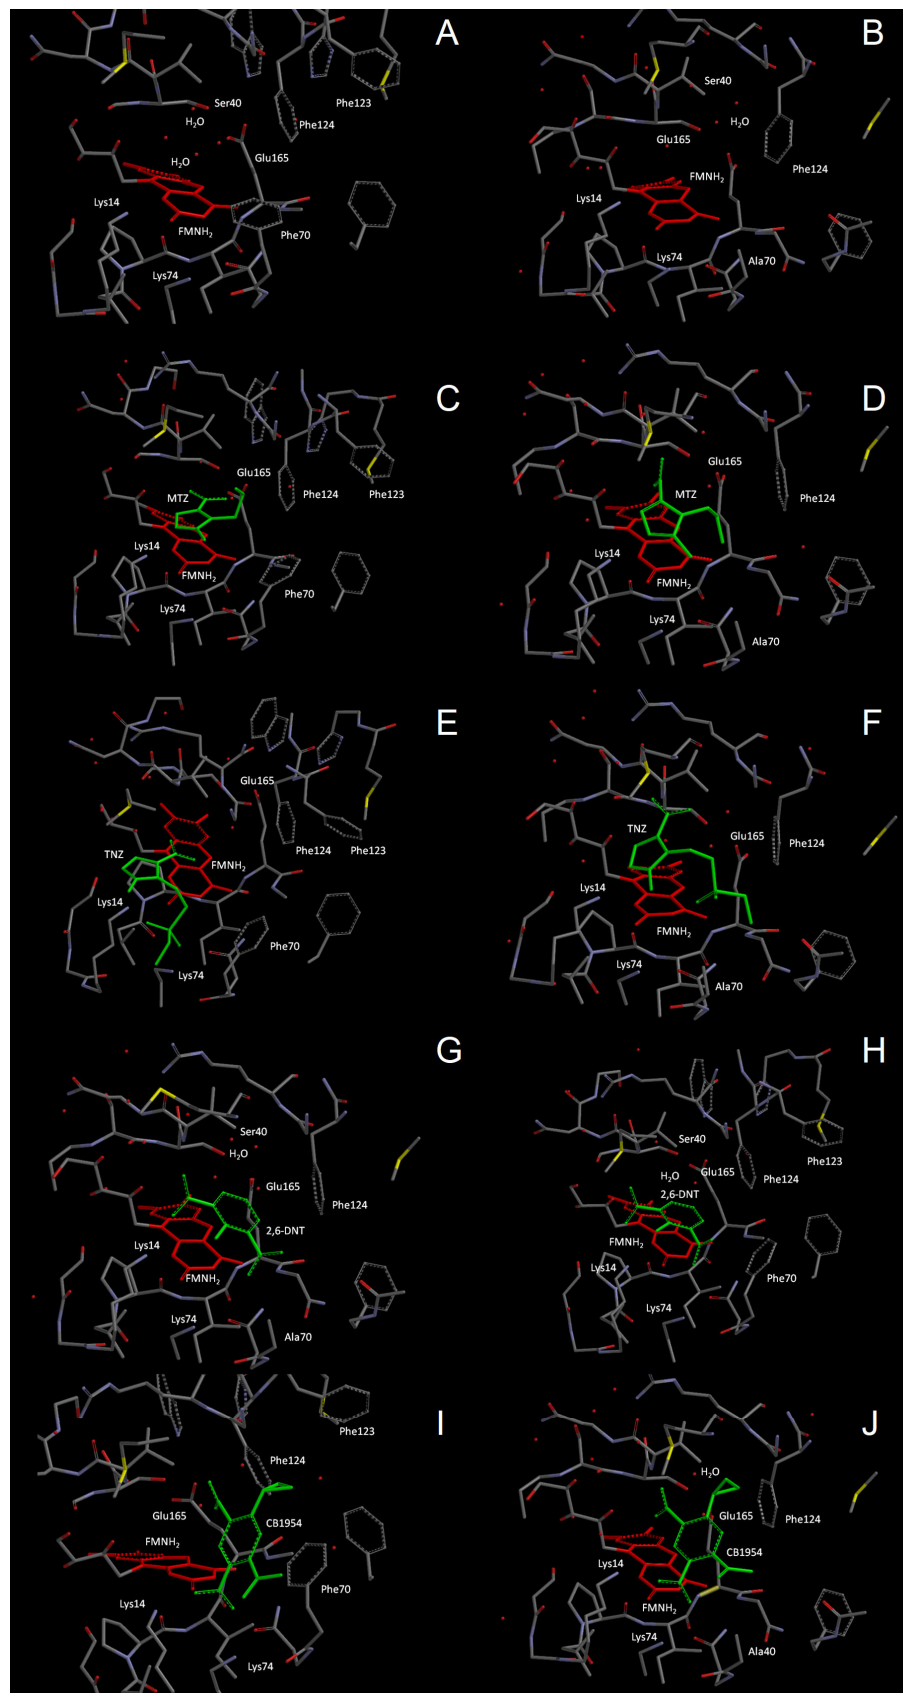 A
Ser40
Phe123
H₂O
Phe124
H₂O
Glu165
Lys14
FMNH₂
Phe70
Lys74
B
Ser40
H₂O
Glu165
Phe124
FMNH₂
Lys14
Lys74
Ala70
C
Glu165
MTZ
Phe124
Phe123
Lys14
FMNH₂
Phe70
Lys74
D
Glu165
MTZ
Phe124
Lys14
FMNH₂
Lys74
Ala70
E
Glu165
Phe124
Phe123
TNZ
FMNH₂
Lys14
Phe70
Lys74
F
TNZ
Glu165
Phe124
Lys14
FMNH₂
Lys74
Ala70
G
Ser40
H₂O
Glu165
Phe124
2,6-DNT
Lys14
FMNH₂
Lys74
Ala70
H
Ser40
Phe123
H₂O
Glu165
Phe124
2,6-DNT
FMNH₂
Lys14
Phe70
Lys74
I
Phe123
Phe124
Glu165
CB1954
FMNH₂
Phe70
Lys14
Lys74
J
H₂O
Glu165
Phe124
CB1954
Lys14
FMNH₂
Lys74
Ala40